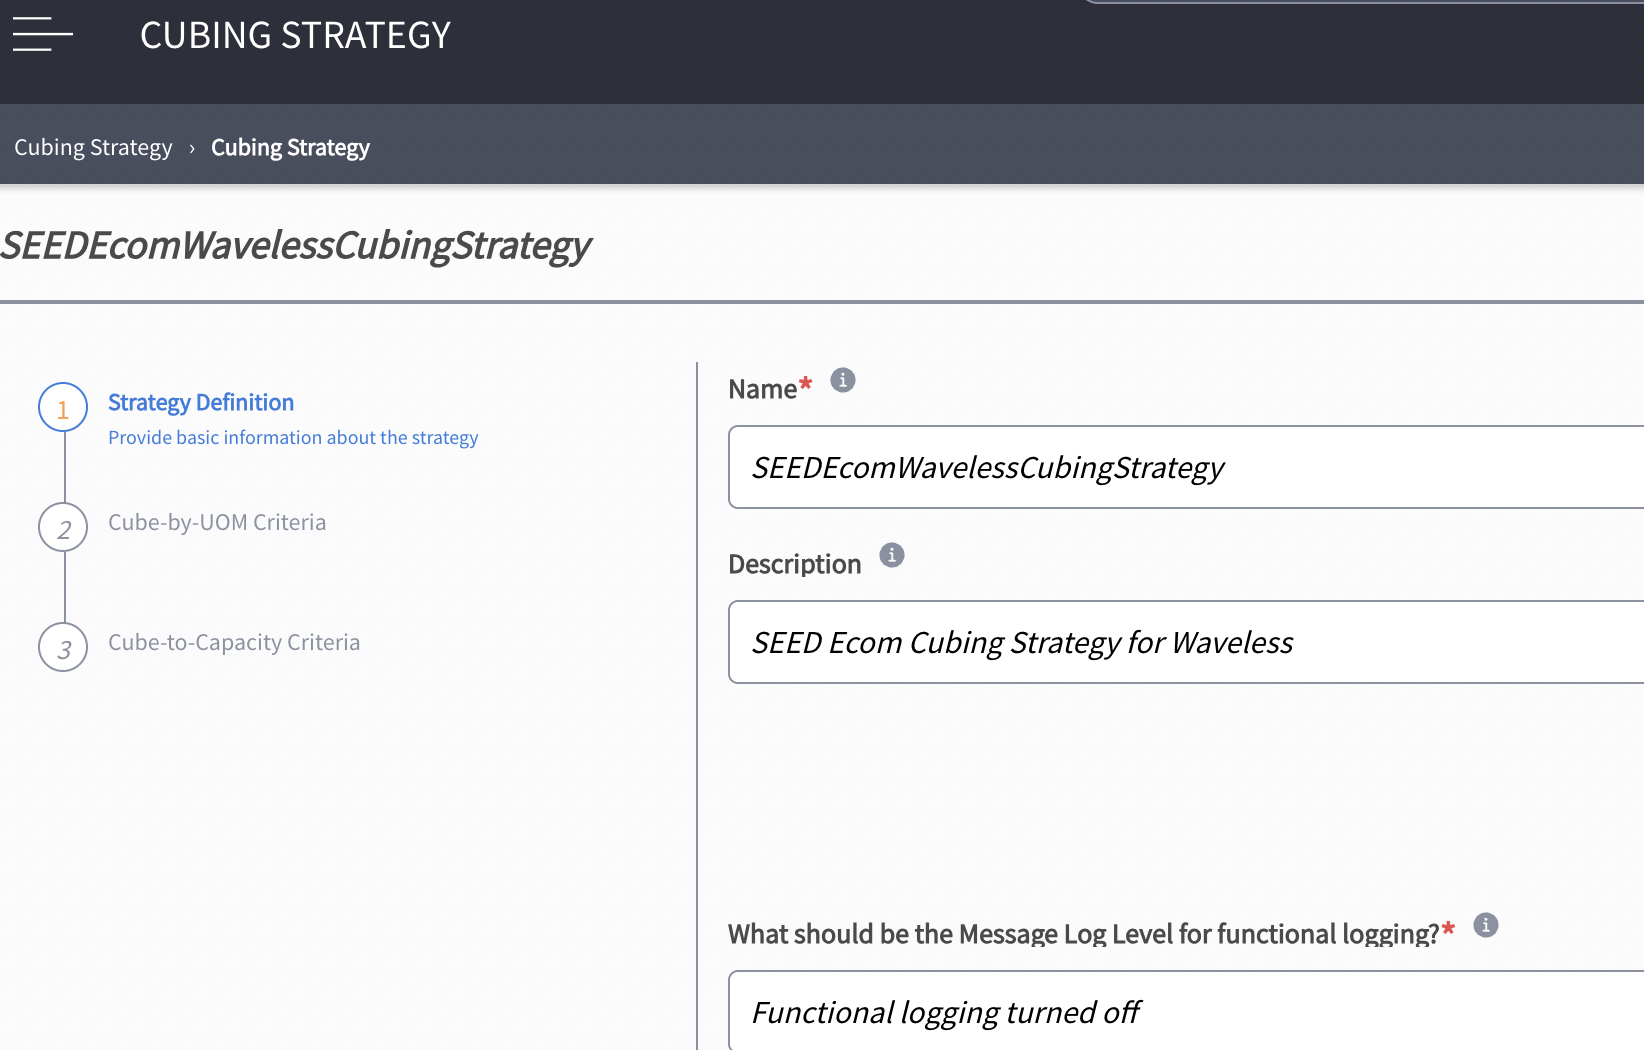 CUBING STRATEGY
Cubing Strategy › Cubing Strategy
SEEDEcomWavelessCubingStrategy
1 Strategy Definition
Provide basic information about the strategy
2 Cube-by-UOM Criteria
3 Cube-to-Capacity Criteria
Name* i
SEEDEcomWavelessCubingStrategy
Description i
SEED Ecom Cubing Strategy for Waveless
What should be the Message Log Level for functional logging?* i
Functional logging turned off